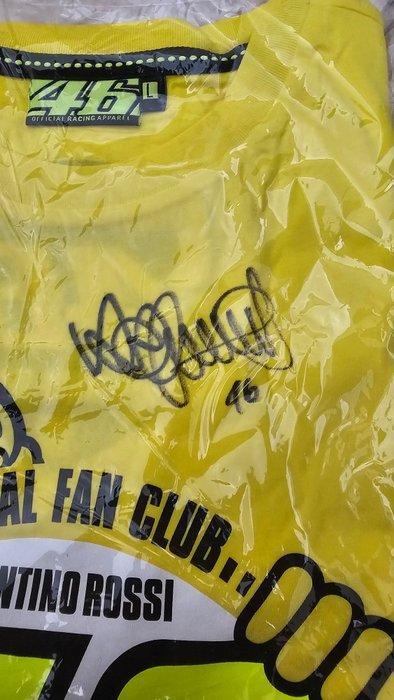 46 L
OFFICIAL RACING APPAREL
46
AL FAN CLUB..
NTINO ROSSI